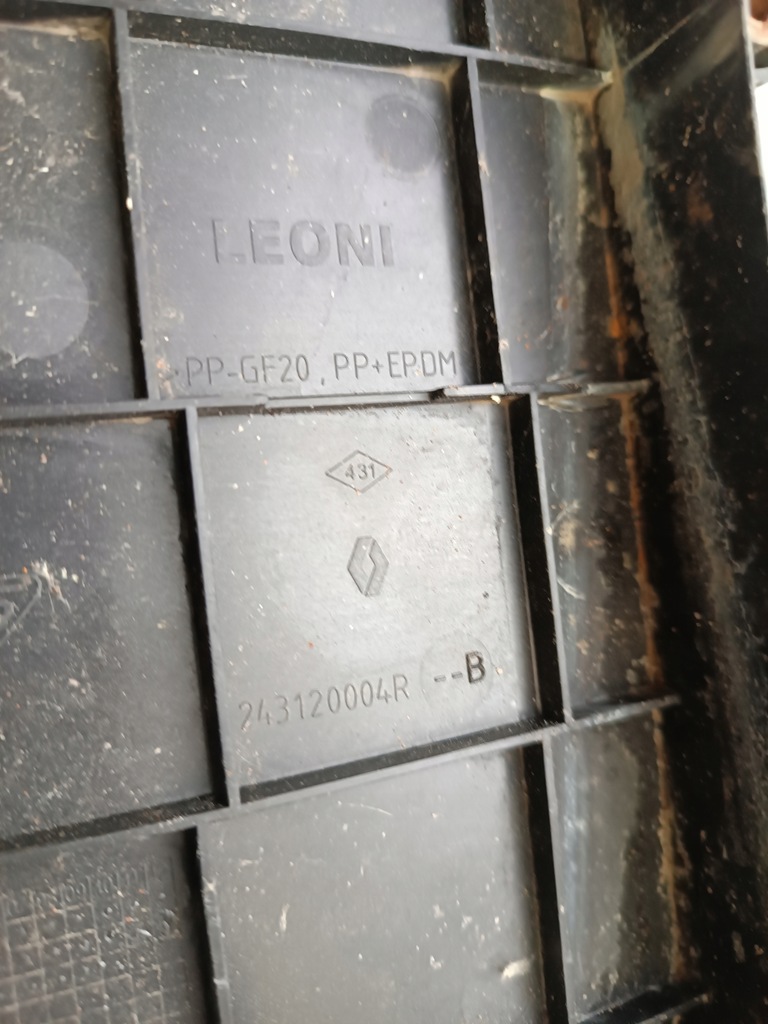 LEONI
PP-GF20, PP+EPDM
431
243120004R --B